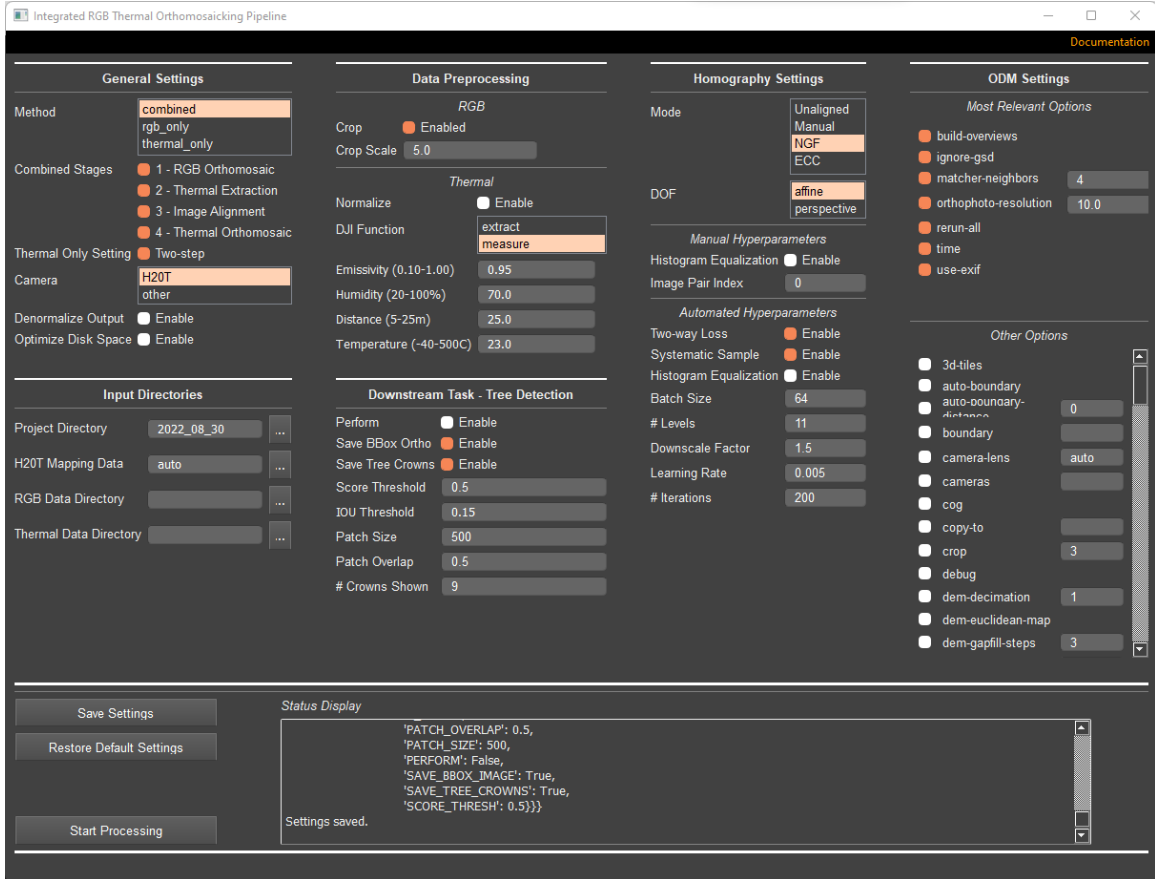 Integrated RGB Thermal Orthomosaicking Pipeline
Documentation
General Settings
Method
combined
rgb_only
thermal_only
Combined Stages
1 - RGB Orthomosaic
2 - Thermal Extraction
3 - Image Alignment
4 - Thermal Orthomosaic
Thermal Only Setting Two-step
Camera
H20T
other
Denormalize Output Enable
Optimize Disk Space Enable
Input Directories
Project Directory 2022_08_30 ...
H20T Mapping Data auto ...
RGB Data Directory ...
Thermal Data Directory ...
Data Preprocessing
RGB
Crop Enabled
Crop Scale 5.0
Thermal
Normalize Enable
DJI Function
extract
measure
Emissivity (0.10-1.00) 0.95
Humidity (20-100%) 70.0
Distance (5-25m) 25.0
Temperature (-40-500C) 23.0
Downstream Task - Tree Detection
Perform Enable
Save BBox Ortho Enable
Save Tree Crowns Enable
Score Threshold 0.5
IOU Threshold 0.15
Patch Size 500
Patch Overlap 0.5
# Crowns Shown 9
Homography Settings
Mode
Unaligned
Manual
NGF
ECC
DOF
affine
perspective
Manual Hyperparameters
Histogram Equalization Enable
Image Pair Index 0
Automated Hyperparameters
Two-way Loss Enable
Systematic Sample Enable
Histogram Equalization Enable
Batch Size 64
# Levels 11
Downscale Factor 1.5
Learning Rate 0.005
# Iterations 200
ODM Settings
Most Relevant Options
build-overviews
ignore-gsd
matcher-neighbors 4
orthophoto-resolution 10.0
rerun-all
time
use-exif
Other Options
3d-tiles
auto-boundary
auto-boundary-
distance 0
boundary
camera-lens auto
cameras
cog
copy-to
crop 3
debug
dem-decimation 1
dem-euclidean-map
dem-gapfill-steps 3
Save Settings
Restore Default Settings
Start Processing
Status Display
'PATCH_OVERLAP': 0.5,
'PATCH_SIZE': 500,
'PERFORM': False,
'SAVE_BBOX_IMAGE': True,
'SAVE_TREE_CROWNS': True,
'SCORE_THRESH': 0.5}}}
Settings saved.